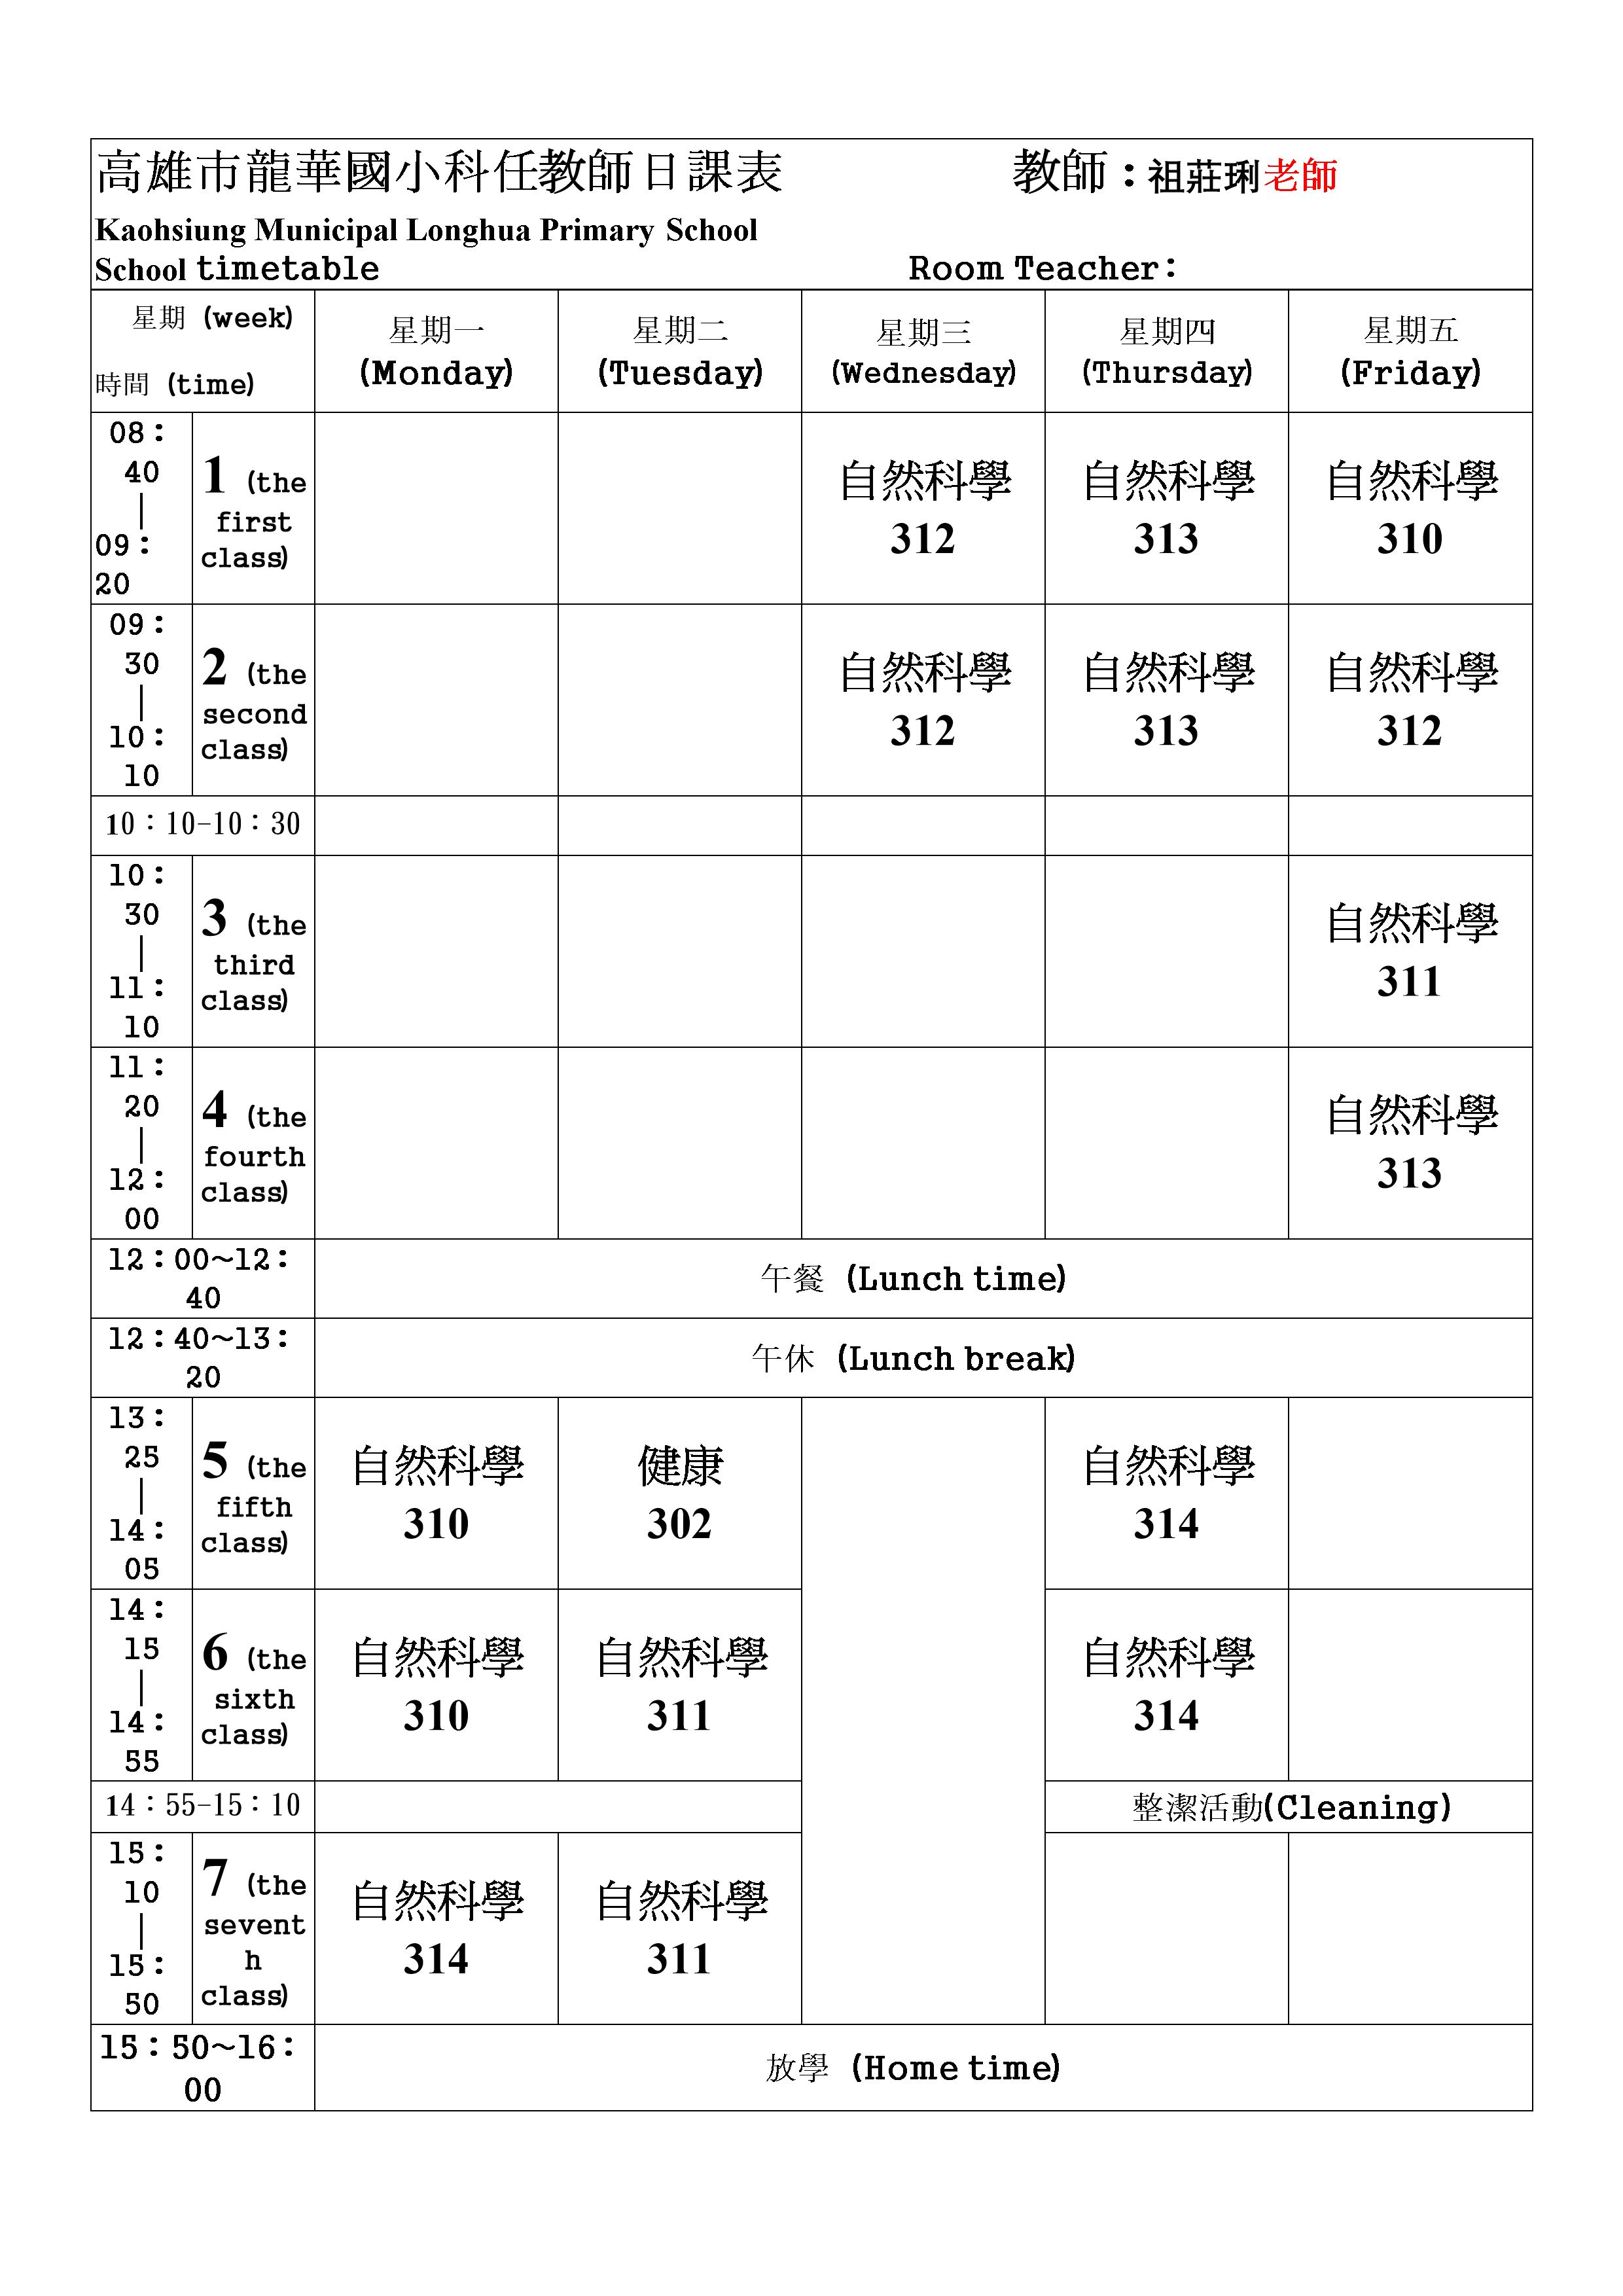 高雄市龍華國小科任教師日課表 教師：祖莊琍老師
Kaohsiung Municipal Longhua Primary School
School timetable Room Teacher:
星期 (week)
時間 (time)
星期一
(Monday)
星期二
(Tuesday)
星期三
(Wednesday)
星期四
(Thursday)
星期五
(Friday)
08：
40
|
09：
20
1 (the
first
class)
自然科學
312
自然科學
313
自然科學
310
09：
30
|
10：
10
2 (the
second
class)
自然科學
312
自然科學
313
自然科學
312
10：10-10：30
10：
30
|
11：
10
3 (the
third
class)
自然科學
311
11：
20
|
12：
00
4 (the
fourth
class)
自然科學
313
12：00~12：
40
午餐 (Lunch time)
12：40~13：
20
午休 (Lunch break)
13：
25
|
14：
05
5 (the
fifth
class)
自然科學
310
健康
302
自然科學
314
14：
15
|
14：
55
6 (the
sixth
class)
自然科學
310
自然科學
311
自然科學
314
14：55-15：10
整潔活動(Cleaning)
15：
10
|
15：
50
7 (the
sevent
h
class)
自然科學
314
自然科學
311
15：50~16：
00
放學 (Home time)